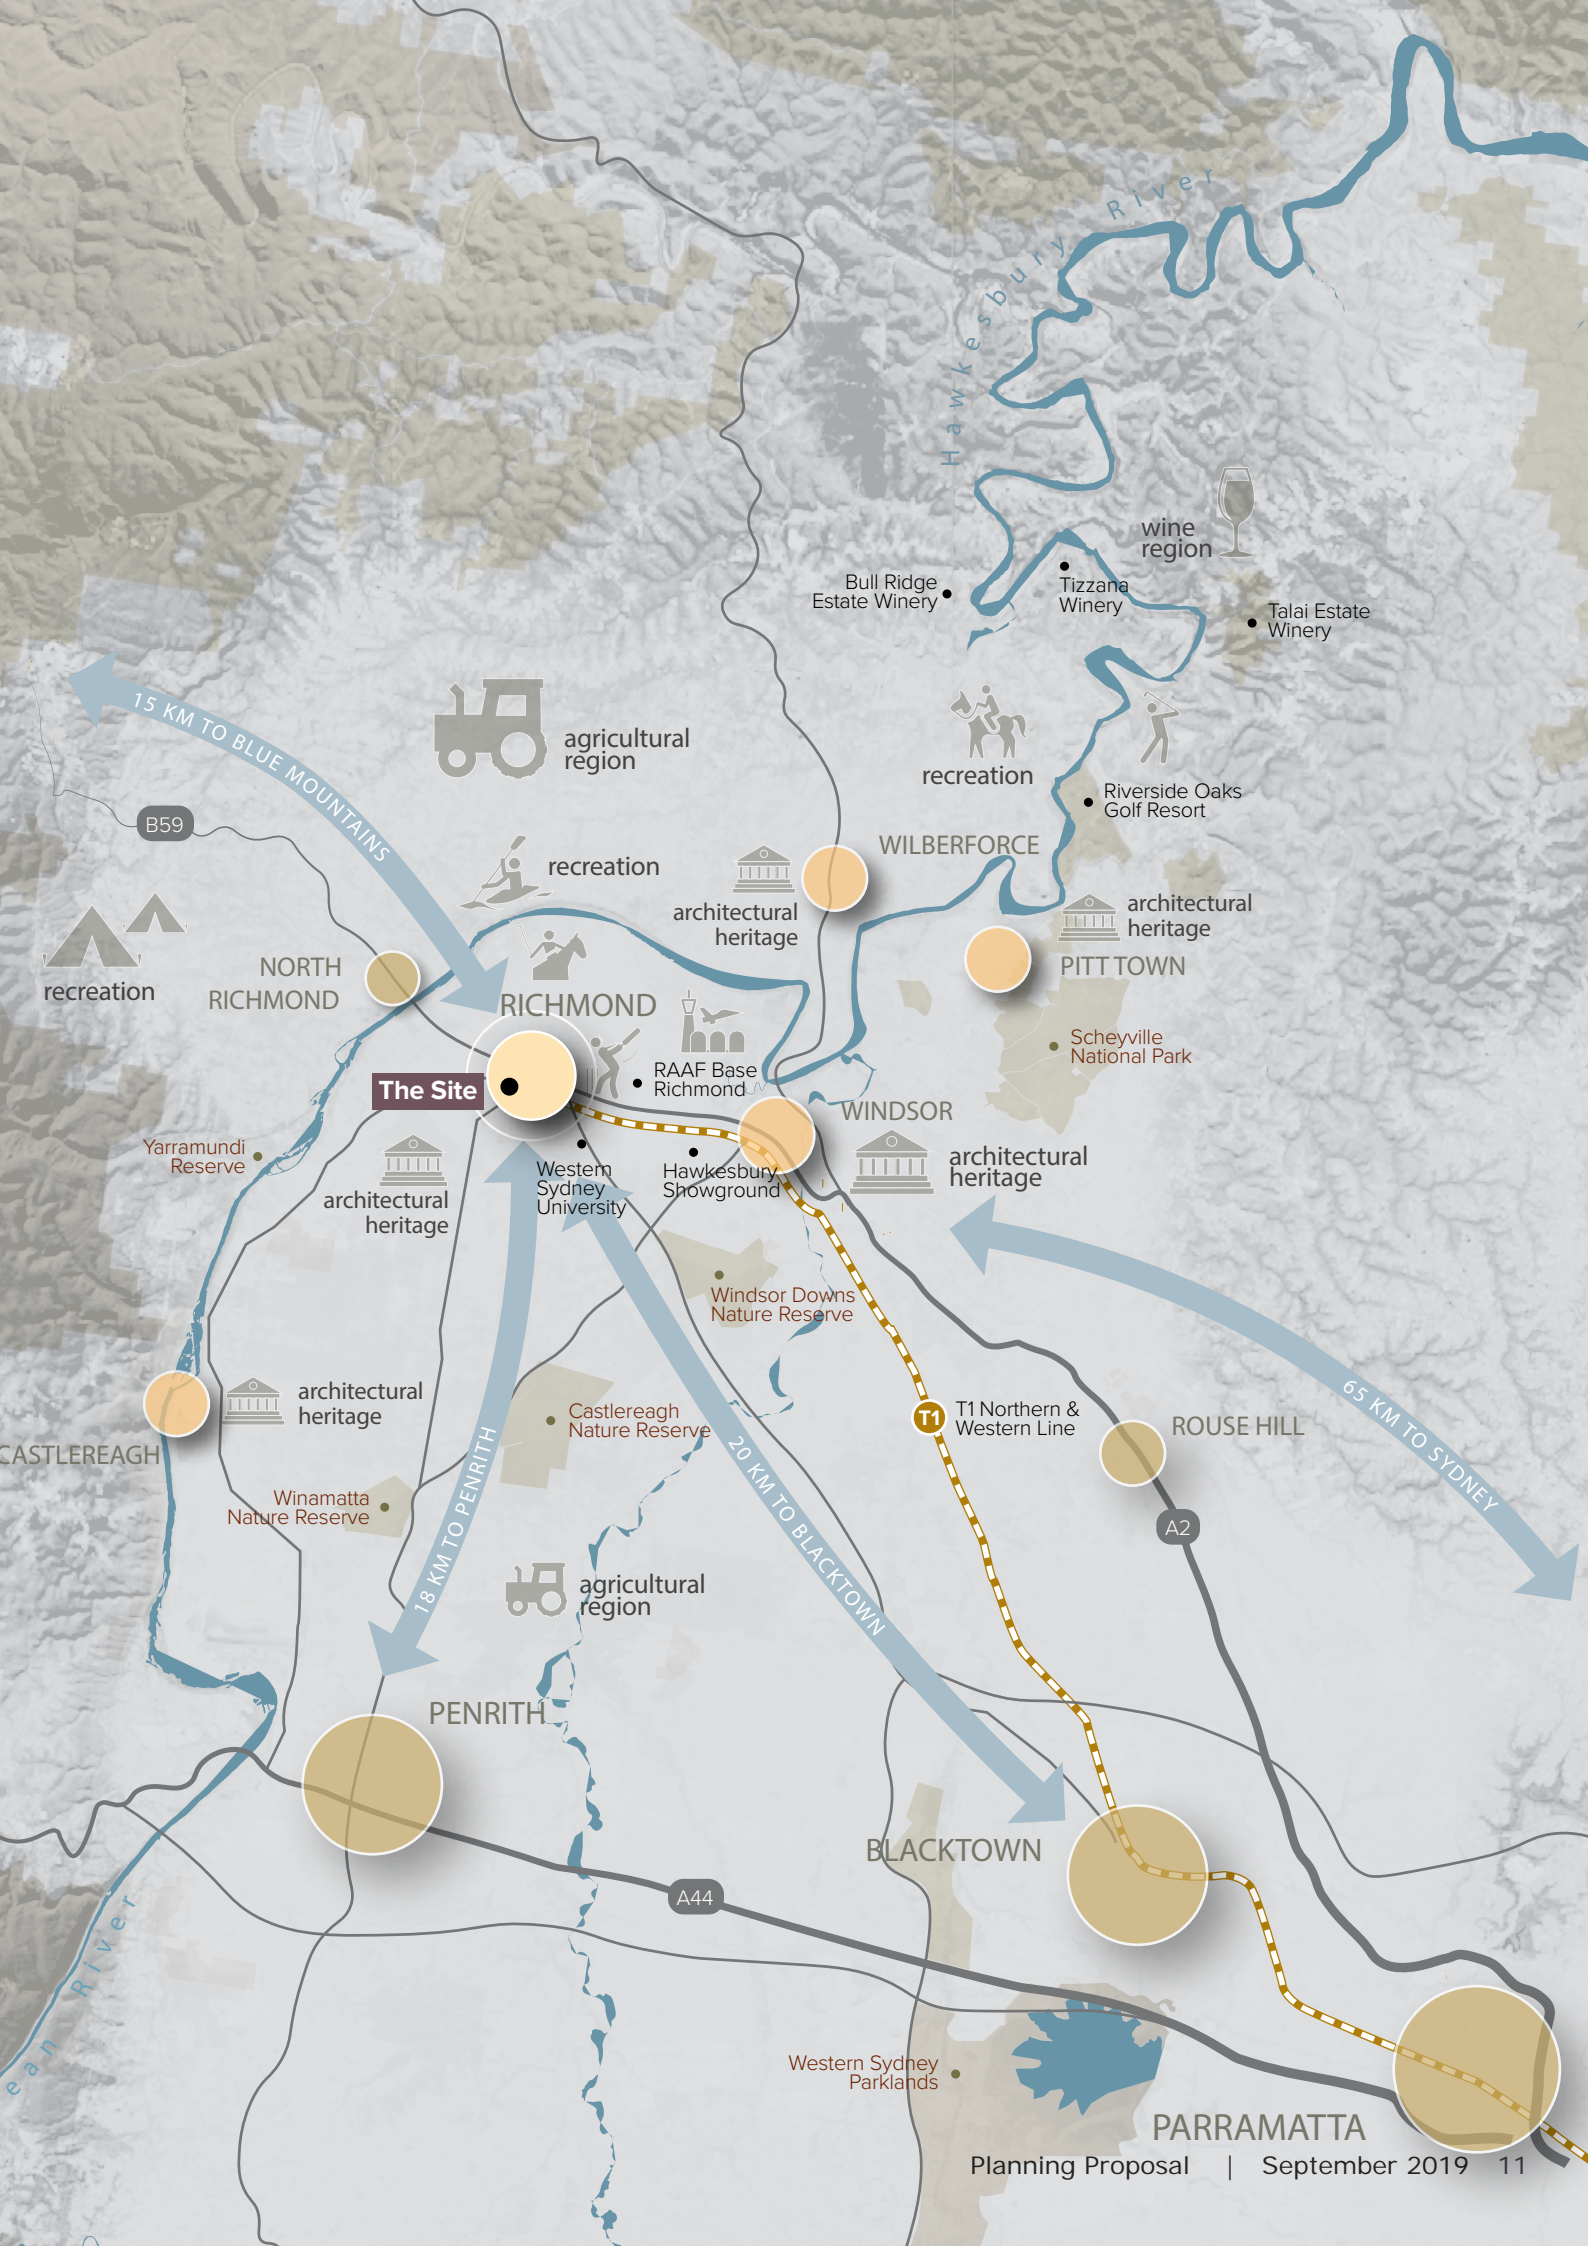 Hawkesbury River
wine
region
Bull Ridge
Estate Winery
Tizzana
Winery
Talai Estate
Winery
15 KM TO BLUE MOUNTAINS
agricultural
region
recreation
Riverside Oaks
Golf Resort
B59
WILBERFORCE
recreation
architectural
heritage
architectural
heritage
PITT TOWN
NORTH
RICHMOND
recreation
RICHMOND
Scheyville
National Park
RAAF Base
Richmond
The Site
WINDSOR
architectural
heritage
Yarramundi
Reserve
Western
Sydney
University
Hawkesbury
Showground
architectural
heritage
Windsor Downs
Nature Reserve
65 KM TO SYDNEY
architectural
heritage
CASTLEREAGH
Castlereagh
Nature Reserve
T1
T1 Northern &
Western Line
ROUSE HILL
Winamatta
Nature Reserve
18 KM TO PENRITH
20 KM TO BLACKTOWN
A2
agricultural
region
PENRITH
BLACKTOWN
A44
ean River
Western Sydney
Parklands
PARRAMATTA
Planning Proposal | September 2019 11